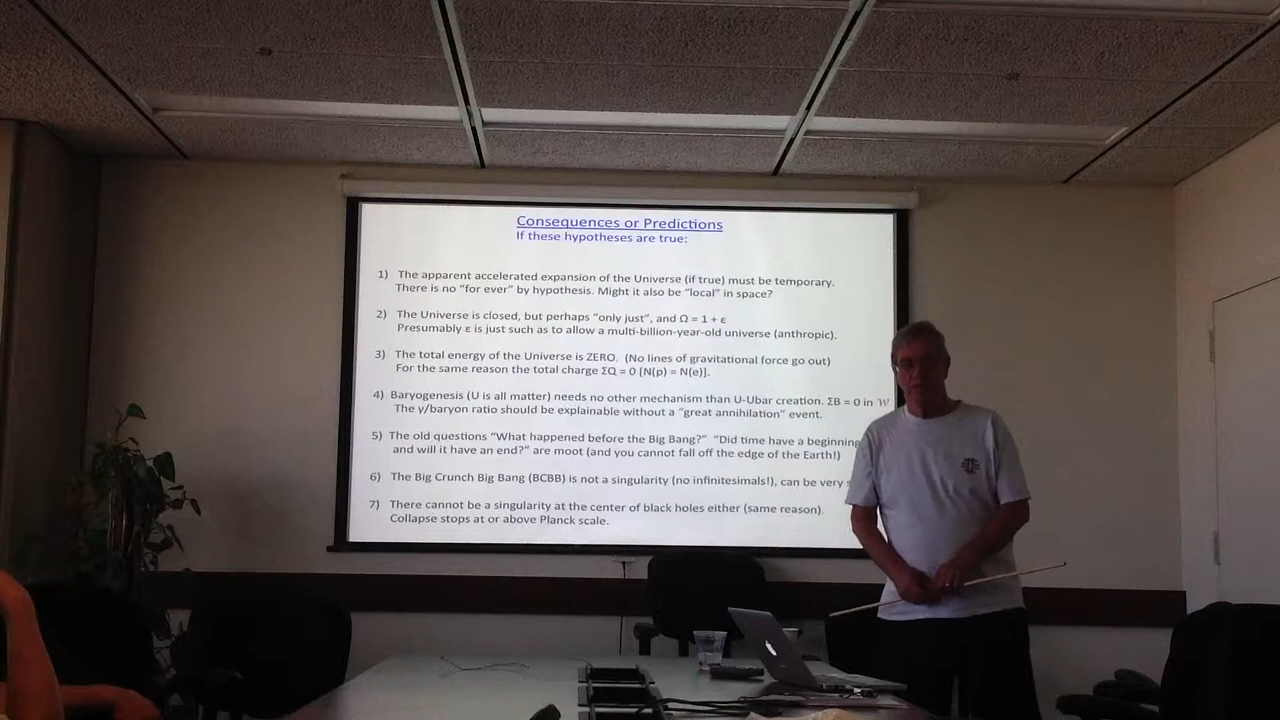 Consequences or Predictions
If these hypotheses are true:
1) The apparent accelerated expansion of the Universe (if true) must be temporary.
There is no “for ever” by hypothesis. Might it also be “local” in space?
2) The Universe is closed, but perhaps “only just”, and Ω = 1 + ε
Presumably ε is just such as to allow a multi-billion-year-old universe (anthropic).
3) The total energy of the Universe is ZERO. (No lines of gravitational force go out)
For the same reason the total charge ΣQ = 0 [N(p) = N(e)].
4) Baryogenesis (U is all matter) needs no other mechanism than U-Ubar creation. ΣB = 0 in W
The γ/baryon ratio should be explainable without a “great annihilation” event.
5) The old questions “What happened before the Big Bang?” “Did time have a beginning
and will it have an end?” are moot (and you cannot fall off the edge of the Earth!)
6) The Big Crunch Big Bang (BCBB) is not a singularity (no infinitesimals!), can be very
7) There cannot be a singularity at the center of black holes either (same reason).
Collapse stops at or above Planck scale.